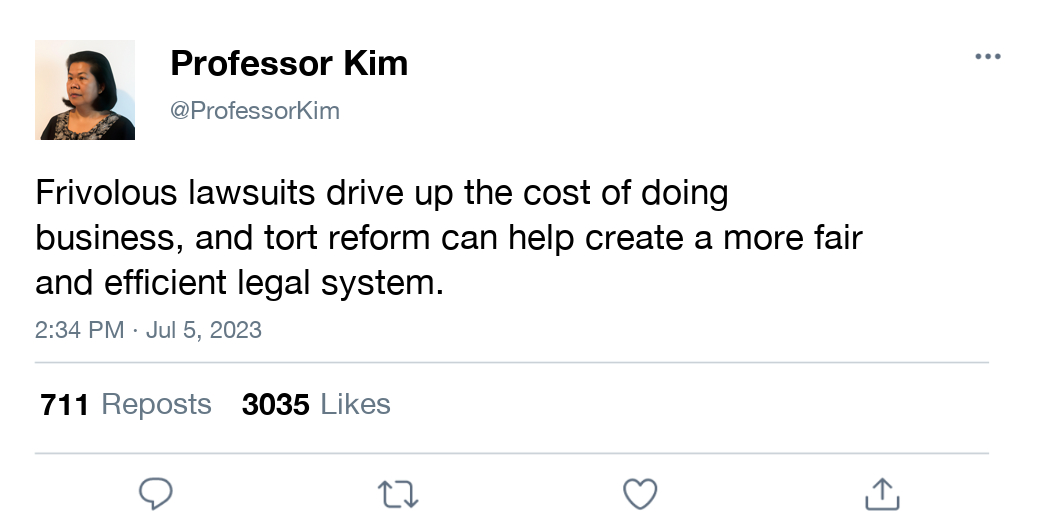 Professor Kim
@ProfessorKim
Frivolous lawsuits drive up the cost of doing
business, and tort reform can help create a more fair
and efficient legal system.
2:34 PM · Jul 5, 2023
711 Reposts 3035 Likes